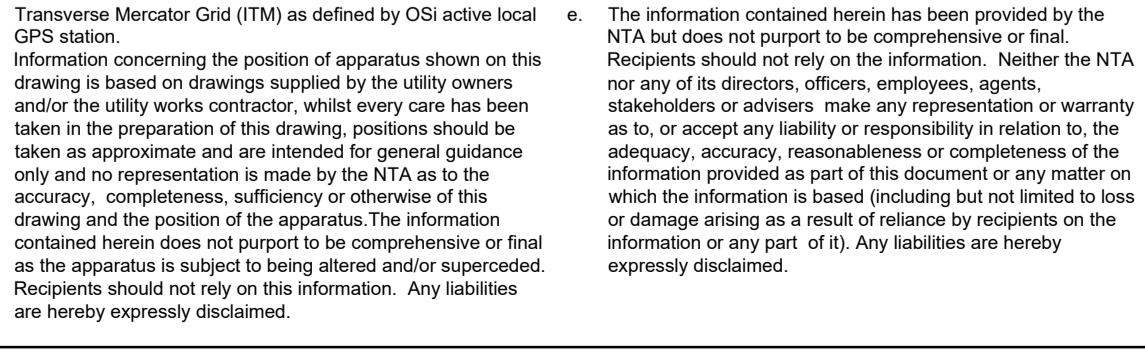 Transverse Mercator Grid (ITM) as defined by OSi active local
GPS station.
Information concerning the position of apparatus shown on this
drawing is based on drawings supplied by the utility owners
and/or the utility works contractor, whilst every care has been
taken in the preparation of this drawing, positions should be
taken as approximate and are intended for general guidance
only and no representation is made by the NTA as to the
accuracy,  completeness, sufficiency or otherwise of this
drawing and the position of the apparatus.The information
contained herein does not purport to be comprehensive or final
as the apparatus is subject to being altered and/or superceded.
Recipients should not rely on this information.  Any liabilities
are hereby expressly disclaimed.
e. The information contained herein has been provided by the
NTA but does not purport to be comprehensive or final.
Recipients should not rely on the information.  Neither the NTA
nor any of its directors, officers, employees, agents,
stakeholders or advisers  make any representation or warranty
as to, or accept any liability or responsibility in relation to, the
adequacy, accuracy, reasonableness or completeness of the
information provided as part of this document or any matter on
which the information is based (including but not limited to loss
or damage arising as a result of reliance by recipients on the
information or any part  of it). Any liabilities are hereby
expressly disclaimed.